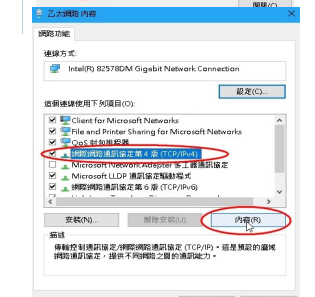 關閉(C)
乙太網路 內容
網路功能
連線方式:
Intel(R) 82578DM Gigabit Network Connection
設定(C)...
這個連線使用下列項目(O):
Client for Microsoft Networks
File and Printer Sharing for Microsoft Networks
QoS 封包排程器
網際網路通訊協定第 4 版 (TCP/IPv4)
Microsoft Network Adapter 多工器通訊協定
Microsoft LLDP 通訊協定驅動程式
網際網路通訊協定第 6 版 (TCP/IPv6)
安裝(N)...
解除安裝(U)
內容(R)
描述
傳輸控制通訊協定/網際網路通訊協定 (TCP/IP)。這是預設的廣域
網路通訊協定，提供不同網路之間的通訊能力。